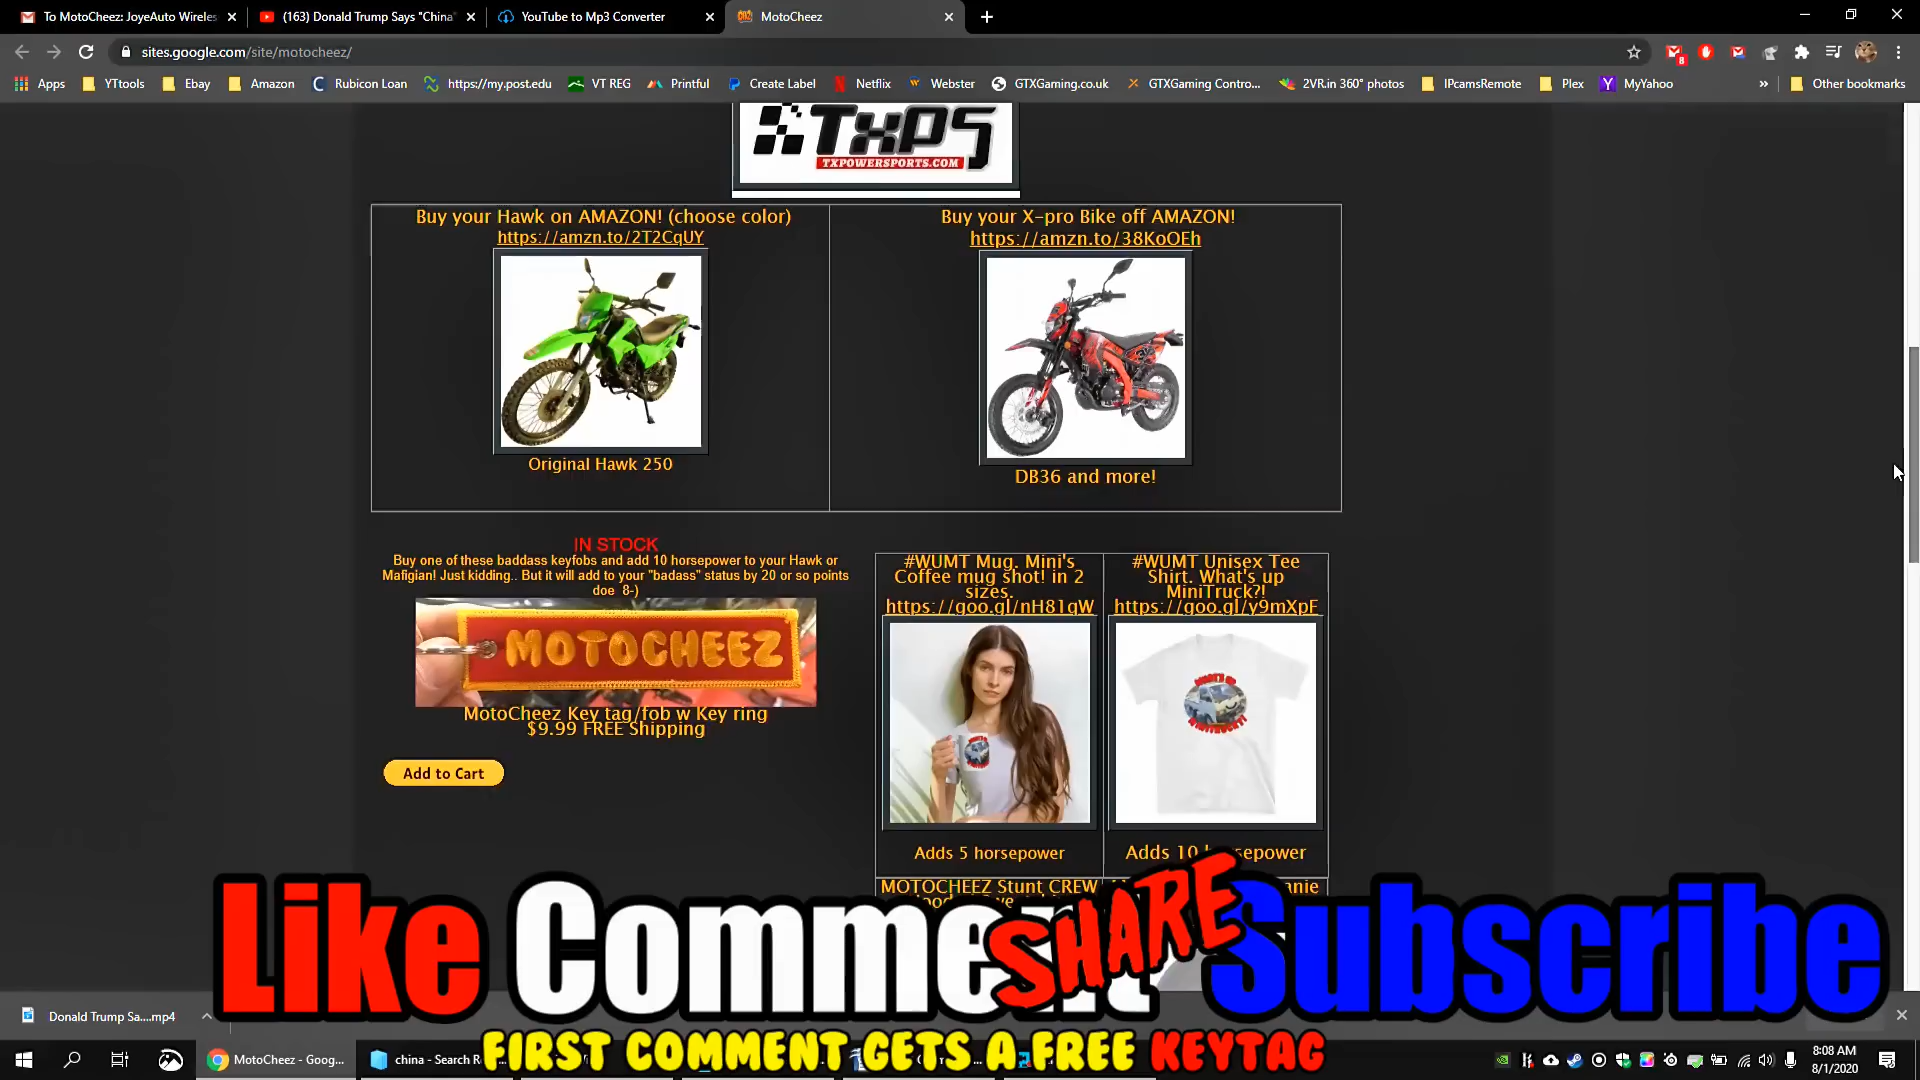 To MotoCheez: JoyeAuto Wireles
(163) Donald Trump Says "China"
YouTube to Mp3 Converter
MotoCheez
sites.google.com/site/motocheez/
8
Apps
YTtools
Ebay
Amazon
Rubicon Loan
https://my.post.edu
VT REG
Printful
Create Label
Netflix
Webster
GTXGaming.co.uk
GTXGaming Contro...
2VR.in 360° photos
IPcamsRemote
Plex
MyYahoo
»
Other bookmarks
TXPS
TXPOWERSPORTS.COM
Buy your Hawk on AMAZON! (choose color)
https://amzn.to/2T2CqUY
Original Hawk 250
Buy your X-pro Bike off AMAZON!
https://amzn.to/38KoOEh
DB36 and more!
IN STOCK
Buy one of these baddass keyfobs and add 10 horsepower to your Hawk or
Mafigian! Just kidding.. But it will add to your "badass" status by 20 or so points
doe 8-)
MOTOCHEEZ
MotoCheez Key tag/fob w Key ring
$9.99 FREE Shipping
Add to Cart
#WUMT Mug. Mini's
Coffee mug shot! in 2
sizes.
https://goo.gl/nH81qW
Adds 5 horsepower
#WUMT Unisex Tee
Shirt. What's up
MiniTruck?!
https://goo.gl/y9mXpF
WHAT'S UP
MINITRUCK?!
Adds 10 horsepower
MOTOCHEEZ Stunt CREW
Like Comment SHARE Subscribe
FIRST COMMENT GETS A FREE KEYTAG
Donald Trump Sa....mp4
MotoCheez - Goog...
china - Search R
8:08 AM
8/1/2020